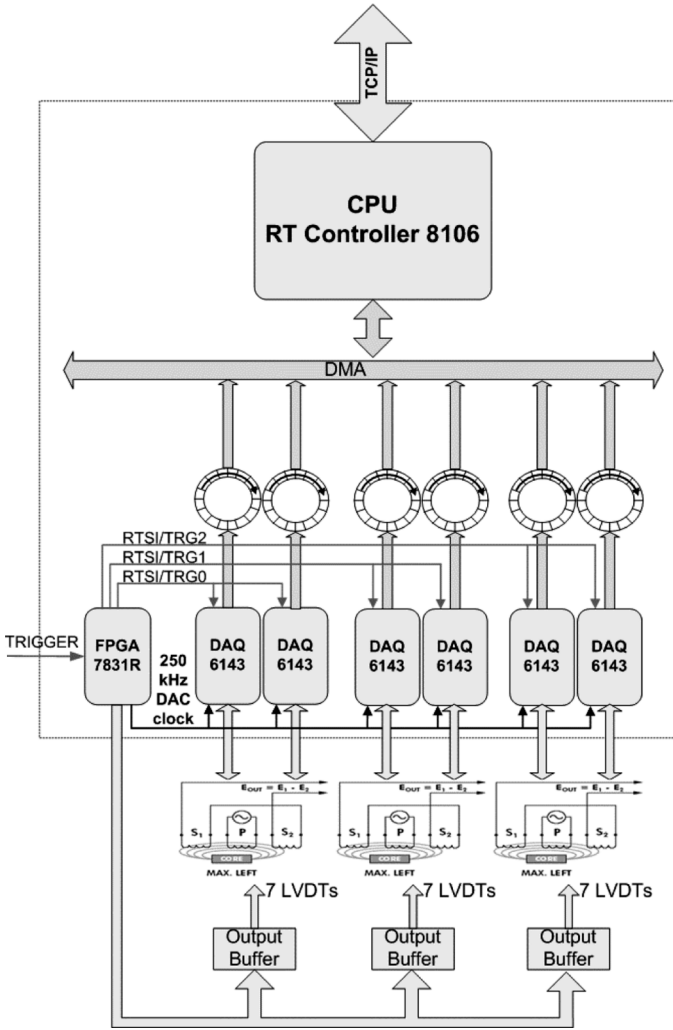 TCP/IP
CPU
RT Controller 8106
DMA
RTSI/TRG2
RTSI/TRG1
RTSI/TRG0
TRIGGER
FPGA
7831R
250
kHz
DAC
clock
DAQ
6143
DAQ
6143
DAQ
6143
DAQ
6143
DAQ
6143
DAQ
6143
EOUT = E1 - E2
S1 P S2
CORE
MAX. LEFT
EOUT = E1 - E2
S1 P S2
CORE
MAX. LEFT
EOUT = E1 - E2
S1 P S2
CORE
MAX. LEFT
7 LVDTs
7 LVDTs
7 LVDTs
Output
Buffer
Output
Buffer
Output
Buffer